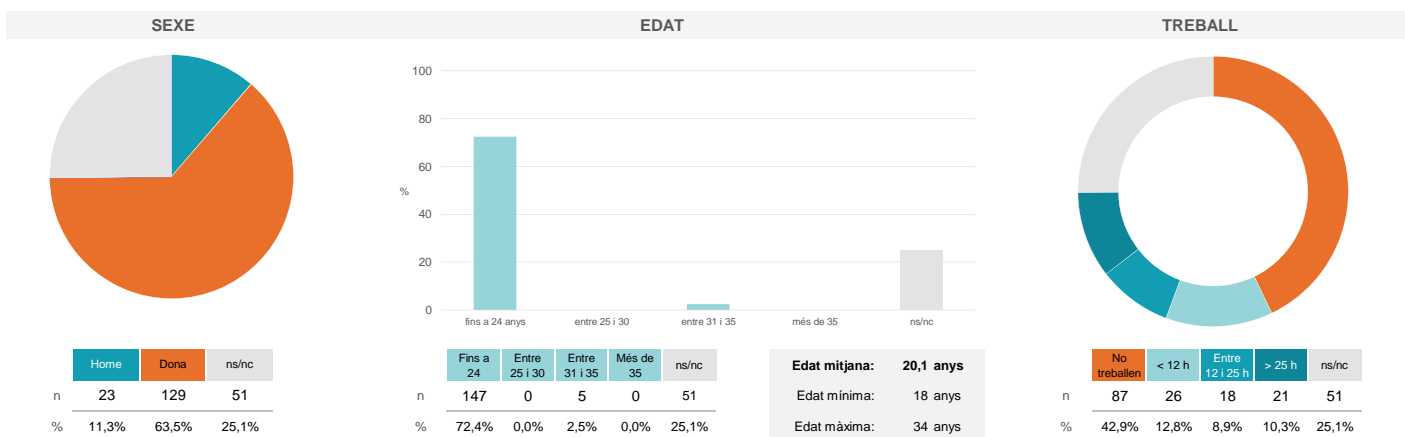 SEXE
EDAT
TREBALL
100
80
60
%
40
20
0
fins a 24 anys
entre 25 i 30
entre 31 i 35
més de 35
ns/nc
Home Dona ns/nc
n 23 129 51
% 11,3% 63,5% 25,1%
Fins a 24
Entre 25 i 30
Entre 31 i 35
Més de 35
ns/nc
n 147 0 5 0 51
% 72,4% 0,0% 2,5% 0,0% 25,1%
Edat mitjana: 20,1 anys
Edat mínima: 18 anys
Edat màxima: 34 anys
No treballen
< 12 h
Entre 12 i 25 h
> 25 h
ns/nc
n 87 26 18 21 51
% 42,9% 12,8% 8,9% 10,3% 25,1%